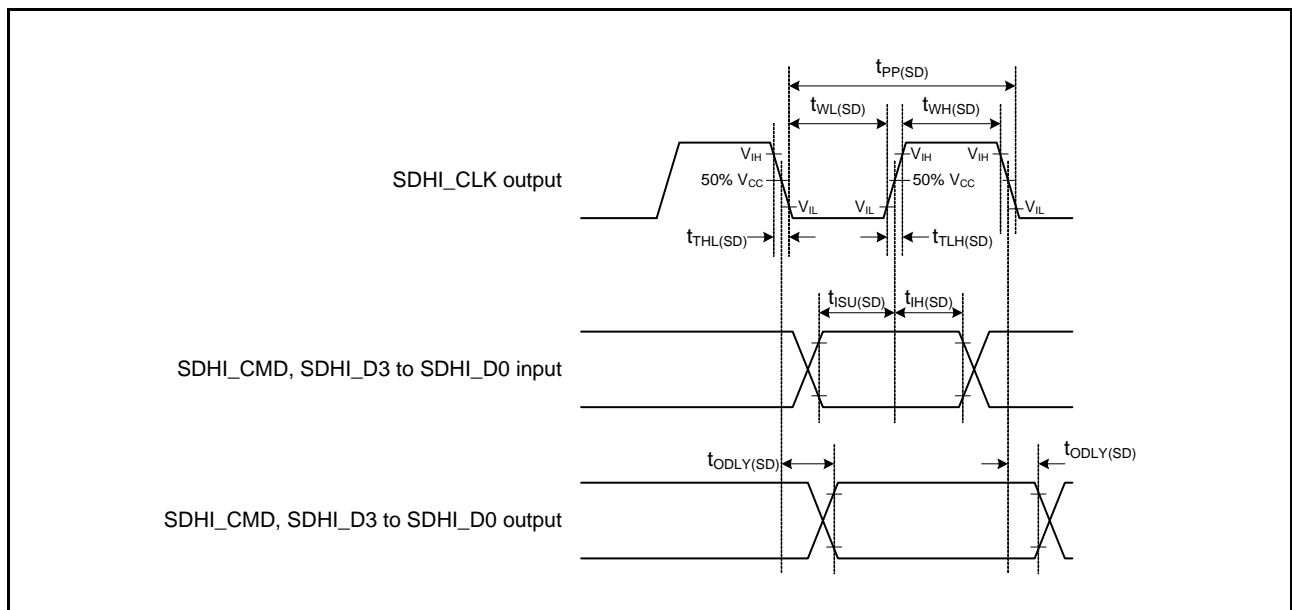 tPP(SD)
tWL(SD) tWH(SD)
SDHI_CLK output
VIH VIH VIH
50% VCC 50% VCC
VIL VIL VIL
tTHL(SD) tTLH(SD)
tISU(SD) tIH(SD)
SDHI_CMD, SDHI_D3 to SDHI_D0 input
tODLY(SD) tODLY(SD)
SDHI_CMD, SDHI_D3 to SDHI_D0 output